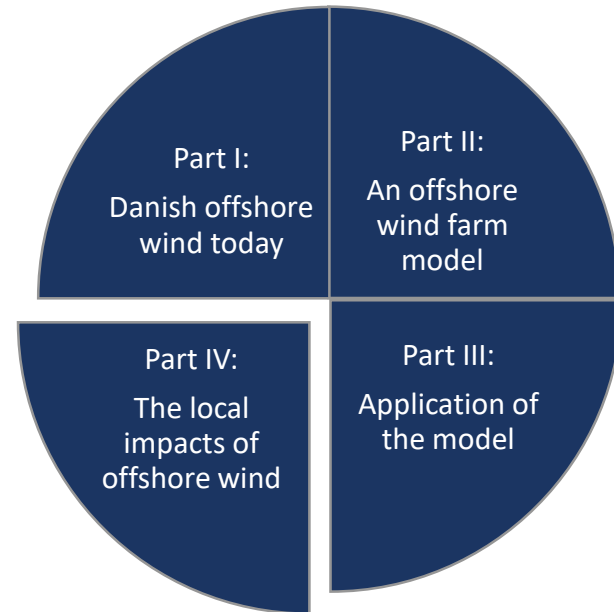 Part I:
Danish offshore
wind today
Part II:
An offshore
wind farm
model
Part III:
Application of
the model
Part IV:
The local
impacts of
offshore wind